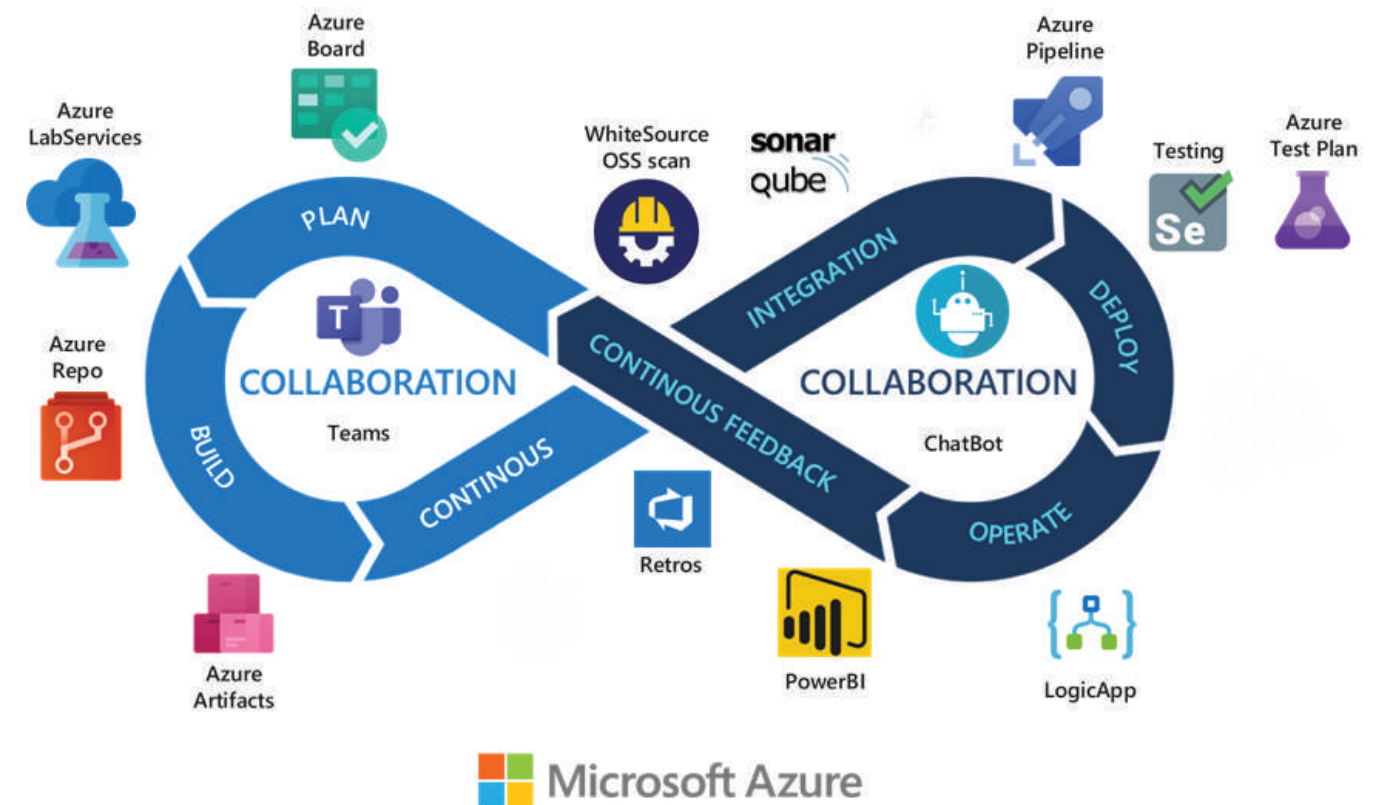 Azure
Board
Azure
Pipeline
Azure
LabServices
WhiteSource
OSS scan
sonar
qube
Testing
Azure
Test Plan
Se
PLAN
INTEGRATION
DEPLOY
T
Azure
Repo
COLLABORATION
Teams
CONTINOUS FEEDBACK
COLLABORATION
ChatBot
BUILD
CONTINOUS
OPERATE
Retros
Azure
Artifacts
PowerBI
LogicApp
Microsoft Azure